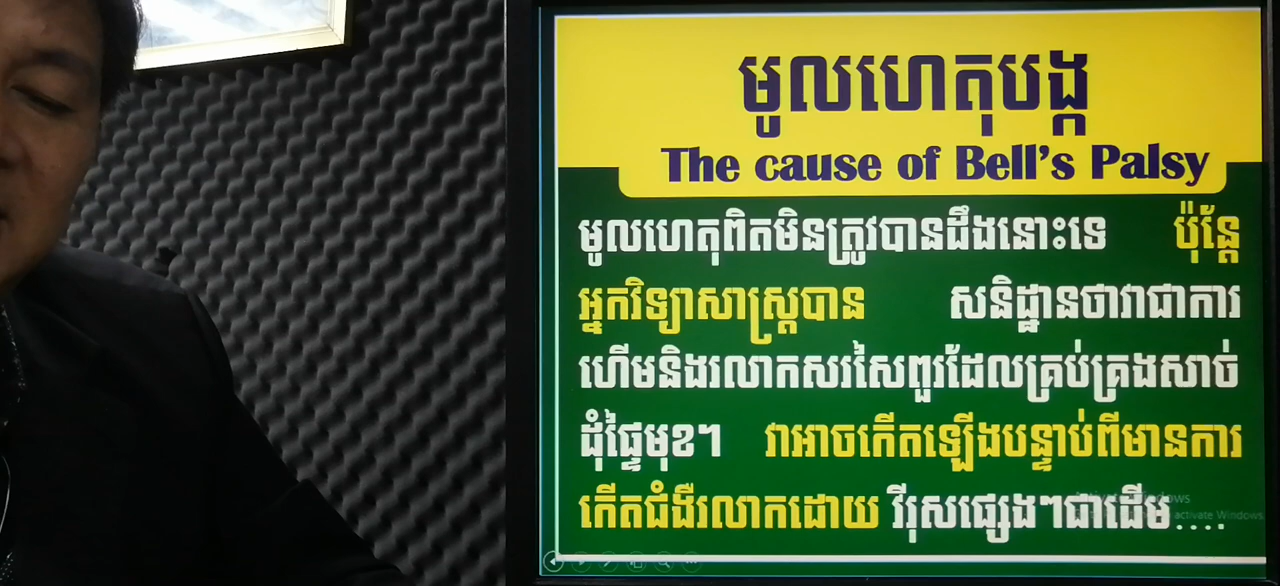 មូលហេតុបង្ក
The cause of Bell's Palsy
មូលហេតុពិតមិនត្រូវបានដឹងនោះទេ ប៉ុន្តែ
អ្នកវិទ្យាសាស្ត្របាន សនិដ្ឋានថាវាជាការ
ហើមនិងរលាកសរសៃពួរដែលគ្រប់គ្រងសាច់
ដុំផ្ទៃមុខ។ វាអាចកើតឡើងបន្ទាប់ពីមានការ
កើតជំងឺរលាកដោយ វីរុសផ្សេងៗជាដើម....
Activate Windows
activate Windows.